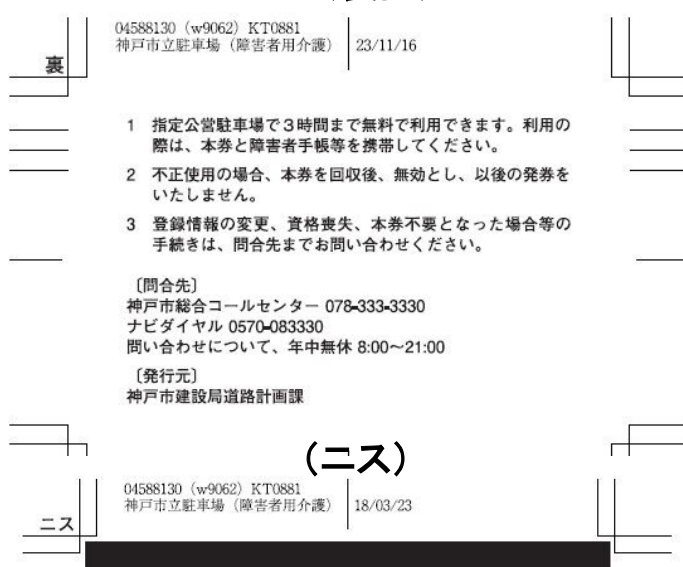 04588130（w9062）KT0881
神戸市立駐車場（障害者用介護） 23/11/16
裏
1 指定公営駐車場で3時間まで無料で利用できます。利用の
際は、本券と障害者手帳等を携帯してください。
2 不正使用の場合、本券を回収後、無効とし、以後の発券を
いたしません。
3 登録情報の変更、資格喪失、本券不要となった場合等の
手続きは、問合先までお問い合わせください。
〔問合先〕
神戸市総合コールセンター 078-333-3330
ナビダイヤル 0570-083330
問い合わせについて、年中無休 8:00～21:00
〔発行元〕
神戸市建設局道路計画課
（ニス）
04588130（w9062）KT0881
神戸市立駐車場（障害者用介護） 18/03/23
ニス